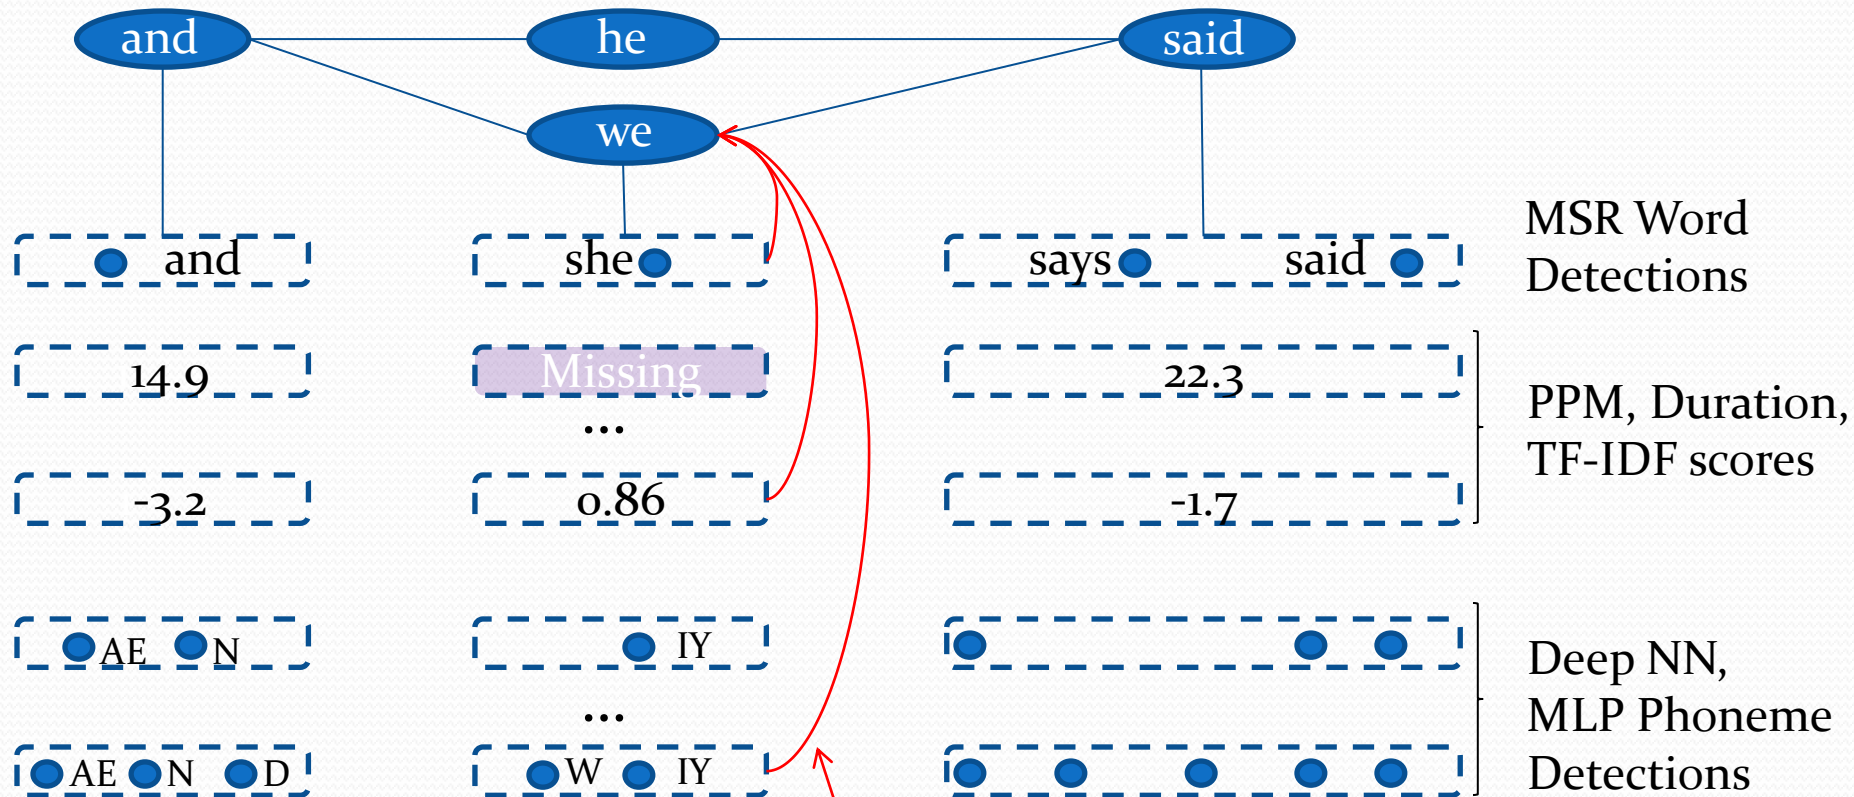 and he said
we
and she says said
MSR Word
Detections
14.9 Missing 22.3
...
PPM, Duration,
TF-IDF scores
-3.2 0.86 -1.7
AE N IY
...
Deep NN,
MLP Phoneme
Detections
AE N D W IY